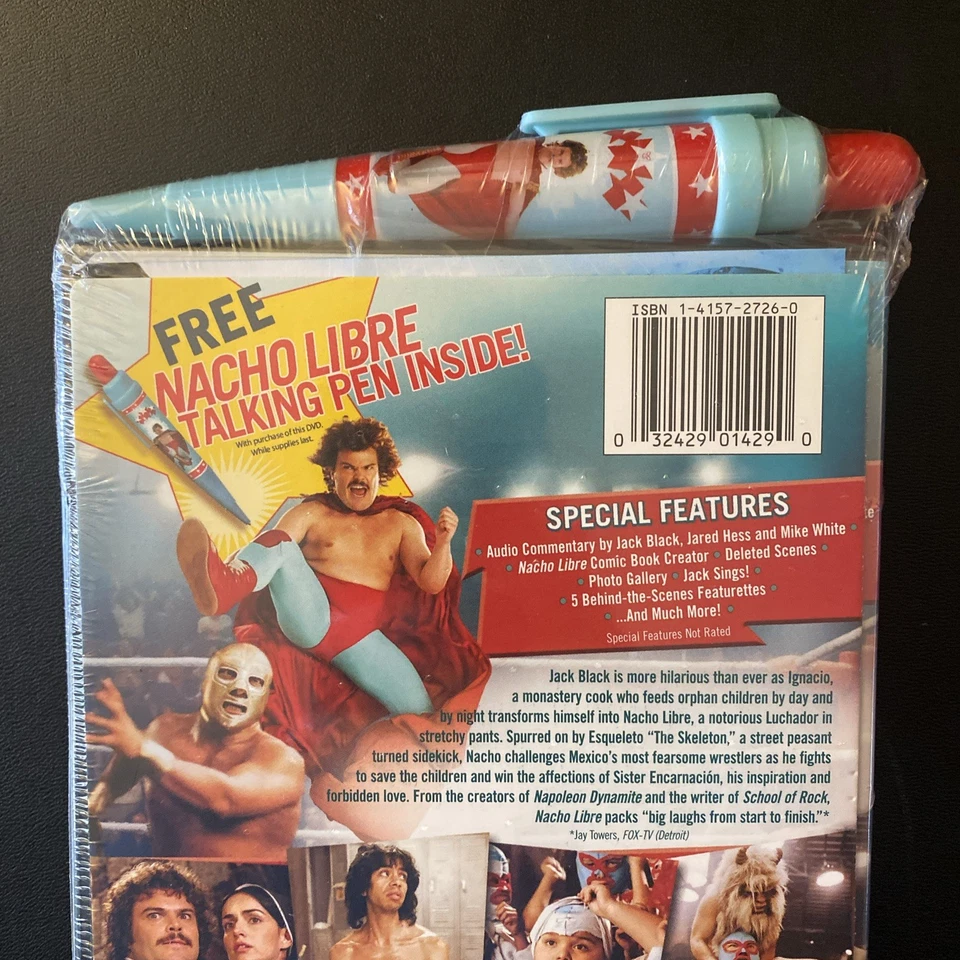 FREE
NACHO LIBRE
TALKING PEN INSIDE!
With purchase of this DVD.
While supplies last.
ISBN 1-4157-2726-0
0 32429 01429 0
SPECIAL FEATURES
• Audio Commentary by Jack Black, Jared Hess and Mike White •
• Nacho Libre Comic Book Creator • Deleted Scenes •
• Photo Gallery • Jack Sings! •
• 5 Behind-the-Scenes Featurettes •
• ...And Much More! •
Special Features Not Rated
Jack Black is more hilarious than ever as Ignacio,
a monastery cook who feeds orphan children by day and
by night transforms himself into Nacho Libre, a notorious Luchador in
stretchy pants. Spurred on by Esqueleto “The Skeleton,” a street peasant
turned sidekick, Nacho challenges Mexico's most fearsome wrestlers as he fights
to save the children and win the affections of Sister Encarnación, his inspiration and
forbidden love. From the creators of Napoleon Dynamite and the writer of School of Rock,
Nacho Libre packs “big laughs from start to finish.”*
*Jay Towers, FOX-TV (Detroit)